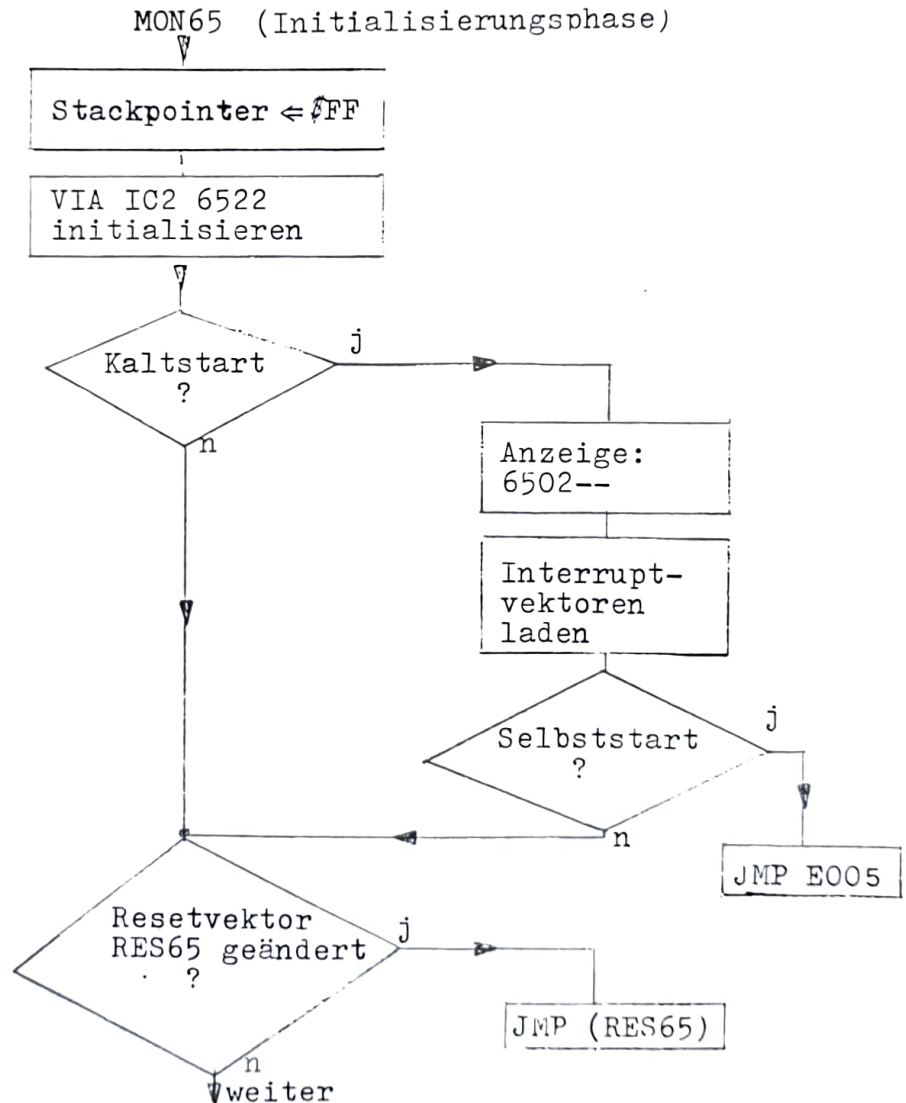 MON65 (Initialisierungsphase)
Stackpointer ⇐ $FF
VIA IC2 6522
initialisieren
Kaltstart
?
j
n
Anzeige:
6502--
Interrupt-
vektoren
laden
Selbststart
?
j
n
JMP E005
Resetvektor
RES65 geändert
?
j
JMP (RES65)
n
weiter